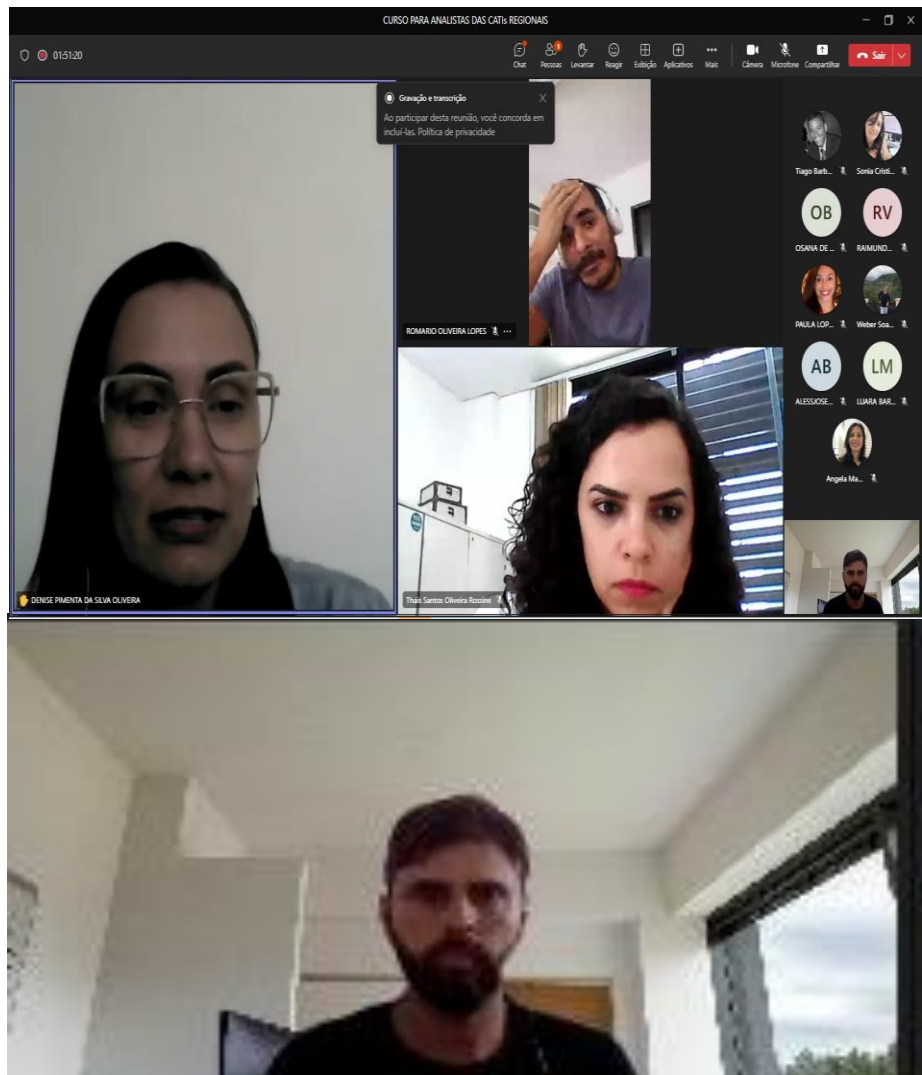 CURSO PARA ANALISTAS DAS CATIs REGIONAIS
01:51:20
Chat
Pessoas
1
Levantar
Reagir
Exibição
Aplicativos
Mais
Câmera
Microfone
Compartilhar
Sair
Gravação e transcrição
Ao participar desta reunião, você concorda em
incluí-las. Política de privacidade
ROMARIO OLIVEIRA LOPES
DENISE PIMENTA DA SILVA OLIVEIRA
Thais Santos Oliveira Rossine
Tiago Barb...
Sonia Cristi...
OB
RV
OSANA DE ...
RAIMUND...
PAULA LOP...
Weber Soa...
AB
LM
ALESSJOSE...
LUARA BAR...
Angela Ma...